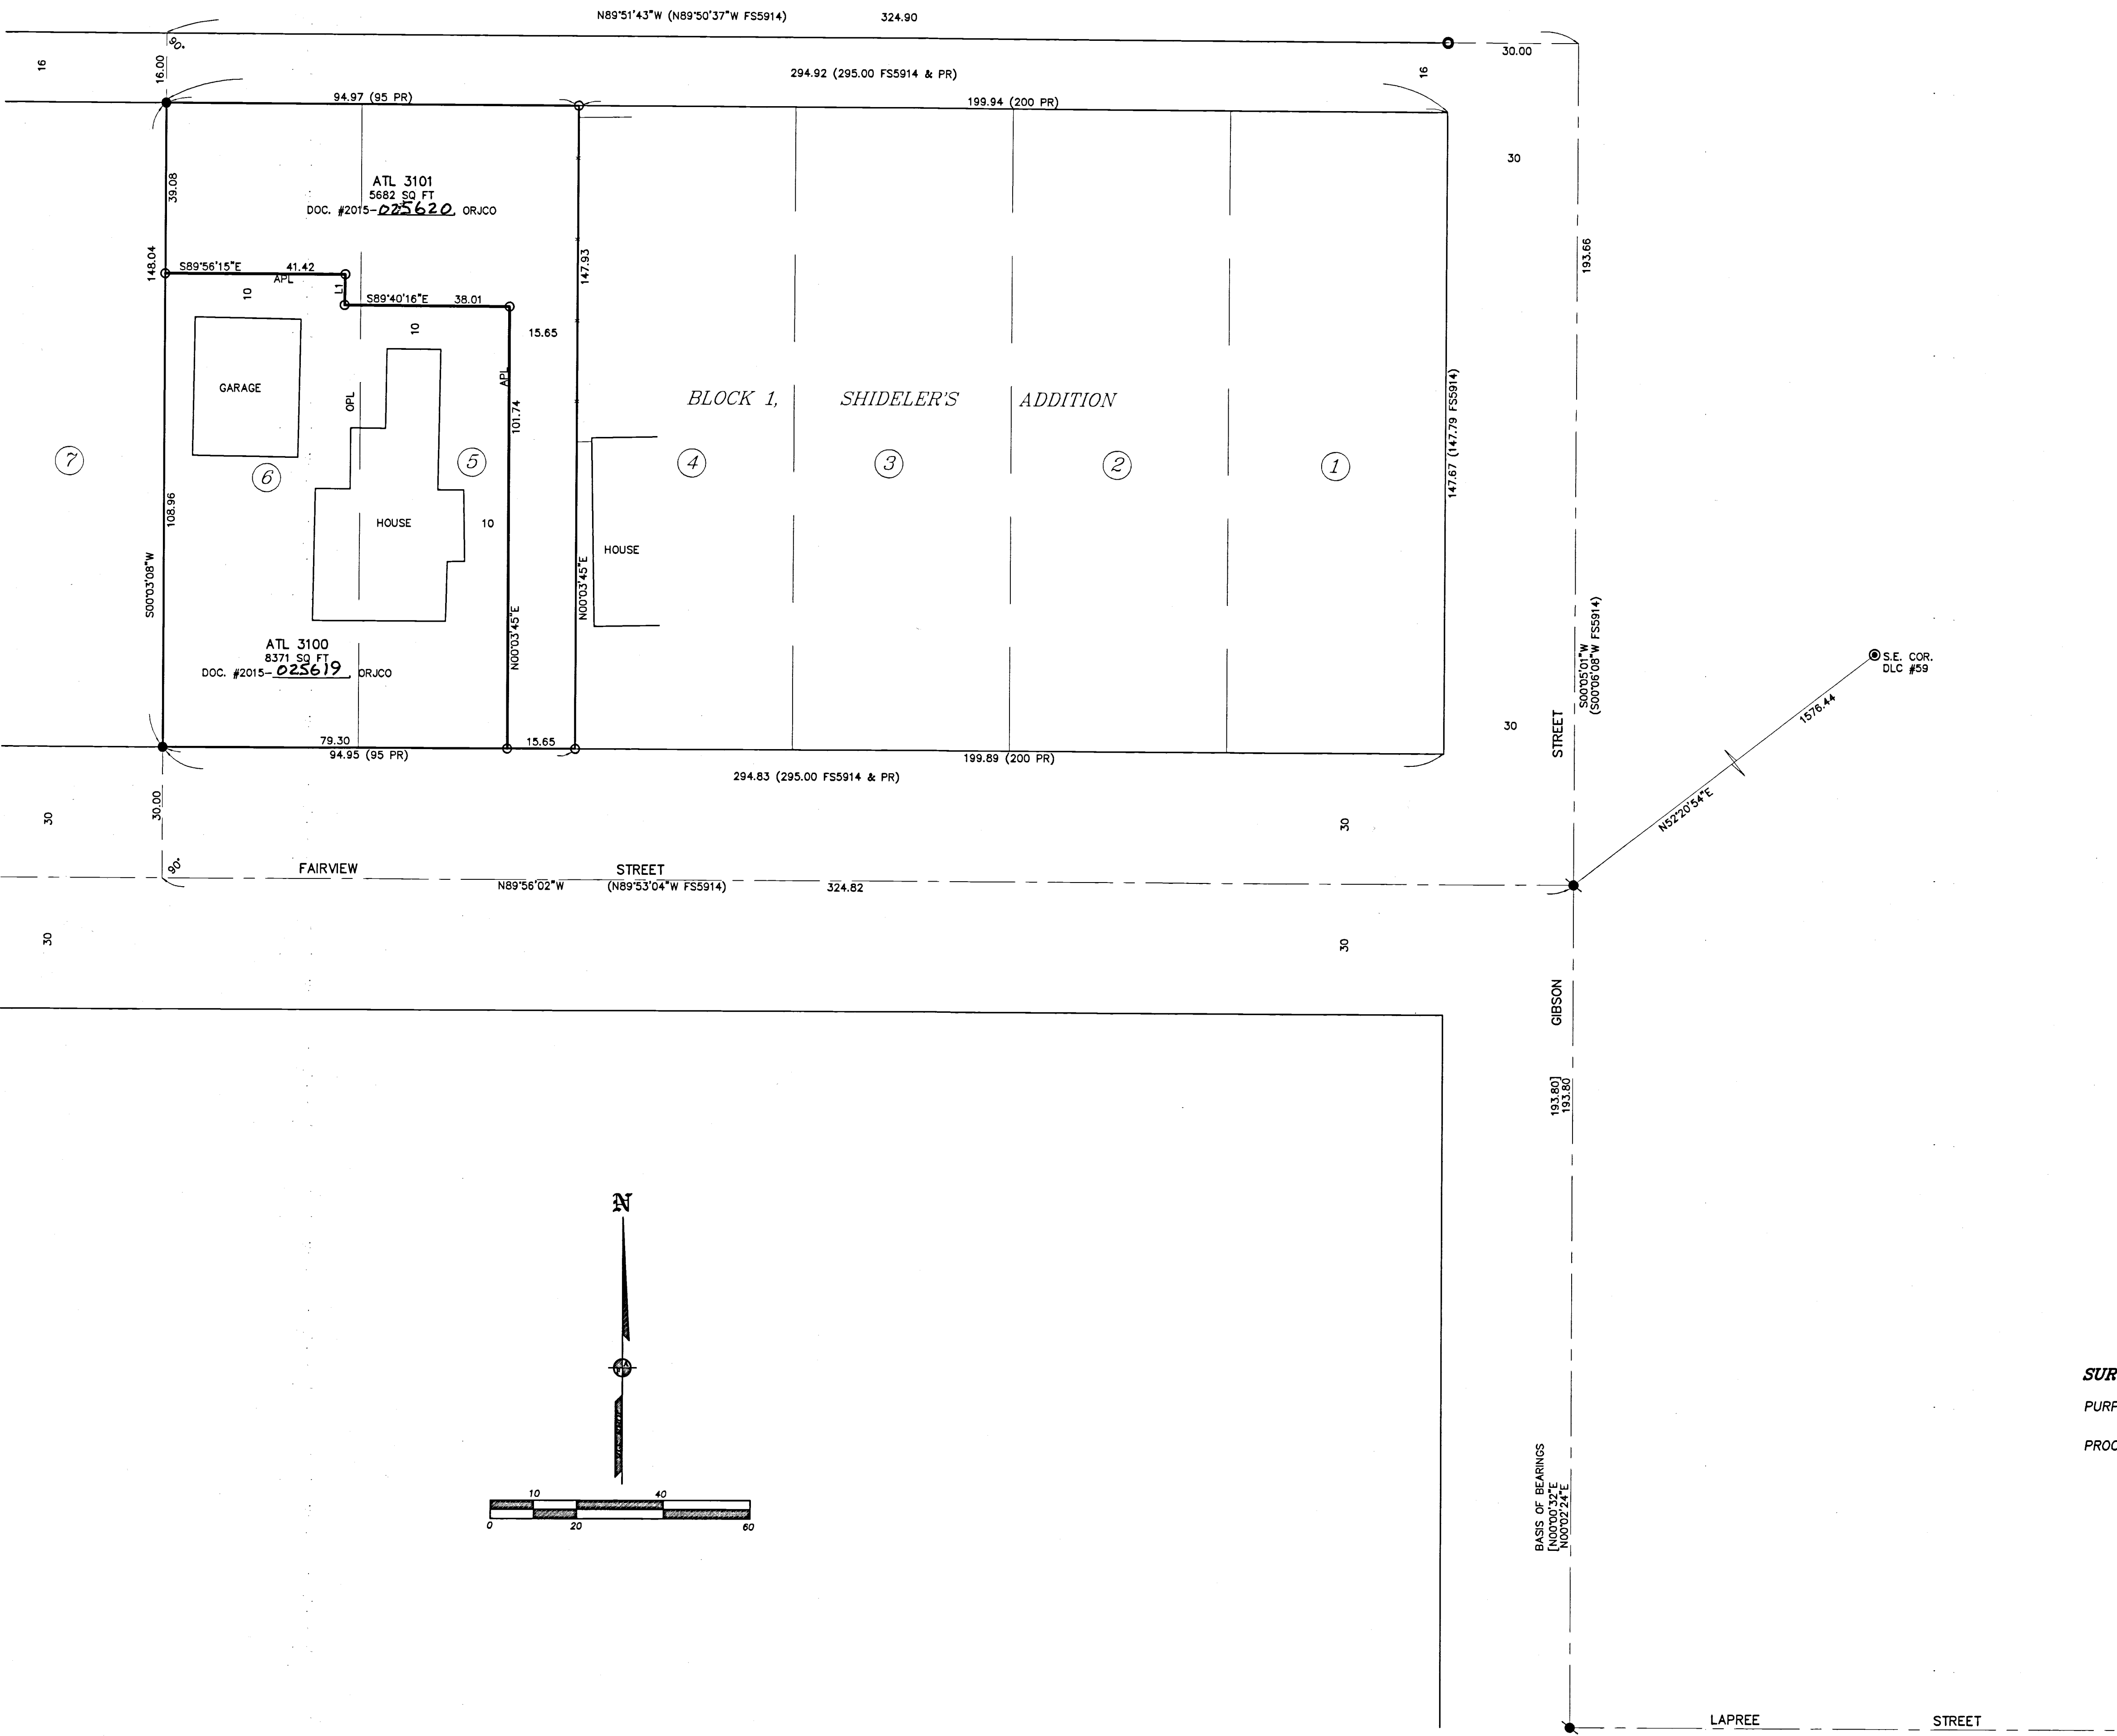 N89°51'43"W (N89°50'37"W FS5914) 324.90
90°
16
16.00
30.00
294.92 (295.00 FS5914 & PR)
16
94.97 (95 PR)
199.94 (200 PR)
30
39.08
ATL 3101
5682 SQ FT
DOC. #2015-025620, ORJCO
148.04
147.93
193.66
S89°56'15"E 41.42
APL
10
L1
S89°40'16"E 38.01
10
15.65
GARAGE
OPL
APL
101.74
BLOCK 1, SHIDELER'S ADDITION
147.67 (147.79 FS5914)
7
6
5
4
3
2
1
108.96
HOUSE
10
HOUSE
S00°03'08"W
N00°03'45"E
N00°03'45"E
S00°05'01"W
(S00°06'08"W FS5914)
ATL 3100
8371 SQ FT
DOC. #2015-025619, ORJCO
S.E. COR.
DLC #59
1576.44
N52°20'54"E
30
STREET
79.30
15.65
94.95 (95 PR)
199.89 (200 PR)
294.83 (295.00 FS5914 & PR)
30
30.00
30
90°
FAIRVIEW STREET
N89°56'02"W (N89°53'04"W FS5914) 324.82
30
30
GIBSON
193.80]
193.80
N
BASIS OF BEARINGS
[N00°00'32"E
N00°02'24"E
10 40
0 20 60
SUR
PURP
PROC
LAPREE STREET